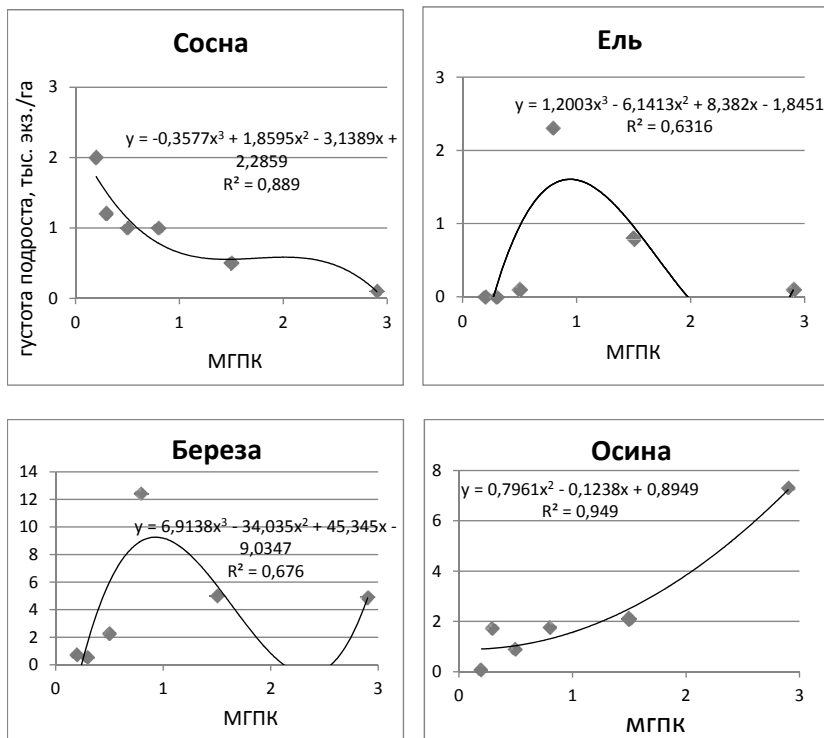 Сосна
густота подроста, тыс. экз./га
3
y = -0,3577x³ + 1,8595x² - 3,1389x +
2,2859
R² = 0,889
2
1
0
0 1 2 3
МГПК
Ель
3
y = 1,2003x³ - 6,1413x² + 8,382x - 1,8451
R² = 0,6316
2
1
0
0 1 2 3
МГПК
Береза
14
12
10
y = 6,9138x³ - 34,035x² + 45,345x -
9,0347
R² = 0,676
8
6
4
2
0
0 1 2 3
МГПК
Осина
8
y = 0,7961x² - 0,1238x + 0,8949
R² = 0,949
6
4
2
0
0 1 2 3
МГПК